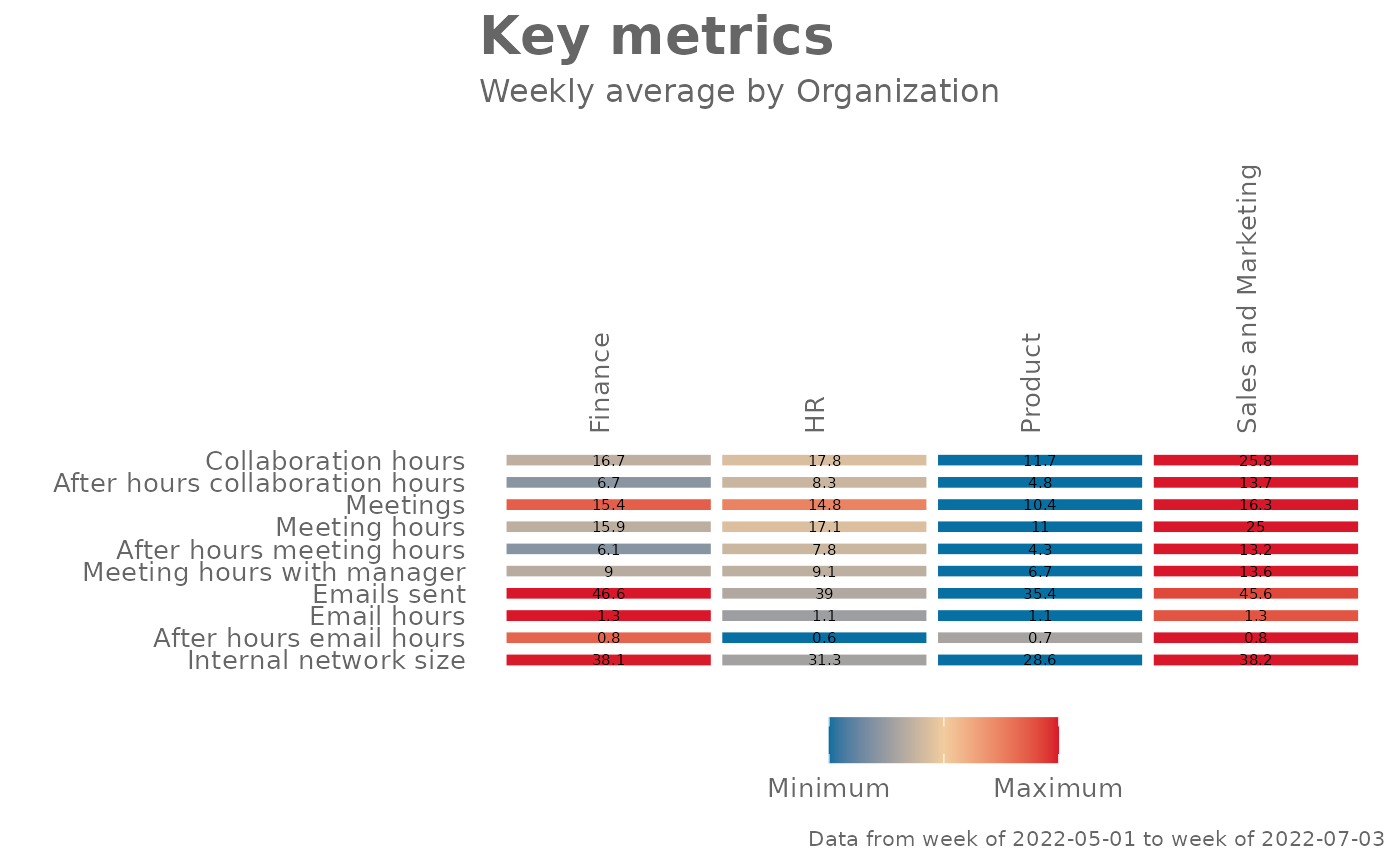 Key metrics
Weekly average by Organization
Finance
HR
Product
Sales and Marketing
Collaboration hours 16.7 17.8 11.7 25.8
After hours collaboration hours 6.7 8.3 4.8 13.7
Meetings 15.4 14.8 10.4 16.3
Meeting hours 15.9 17.1 11 25
After hours meeting hours 6.1 7.8 4.3 13.2
Meeting hours with manager 9 9.1 6.7 13.6
Emails sent 46.6 39 35.4 45.6
Email hours 1.3 1.1 1.1 1.3
After hours email hours 0.8 0.6 0.7 0.8
Internal network size 38.1 31.3 28.6 38.2
Minimum Maximum
Data from week of 2022-05-01 to week of 2022-07-03